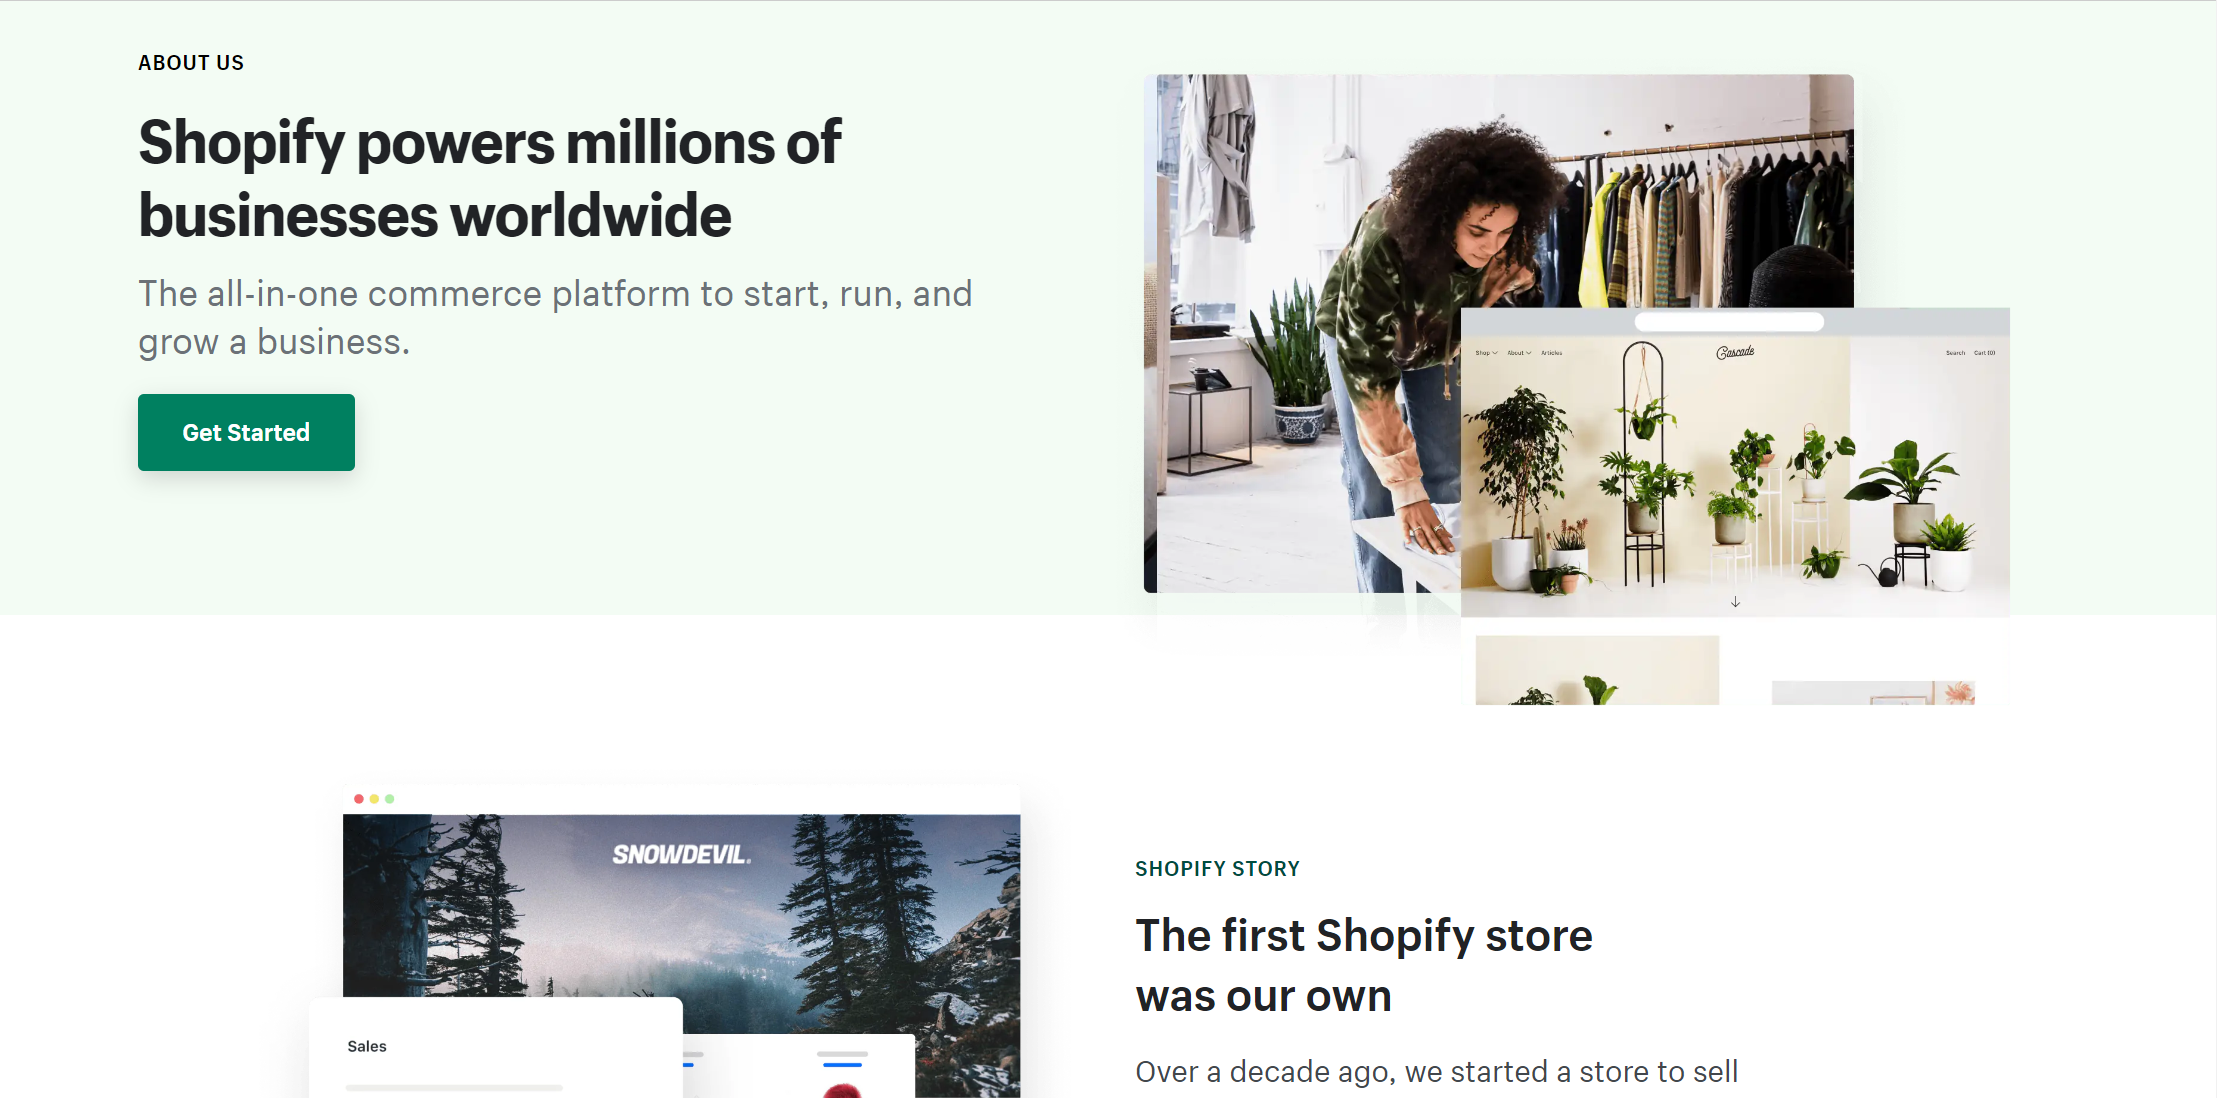 ABOUT US
Shopify powers millions of
businesses worldwide
The all-in-one commerce platform to start, run, and
grow a business.
Get Started
Shop About Articles
Cascade
Search Cart (0)
SNOWDEVIL
Sales
SHOPIFY STORY
The first Shopify store
was our own
Over a decade ago, we started a store to sell